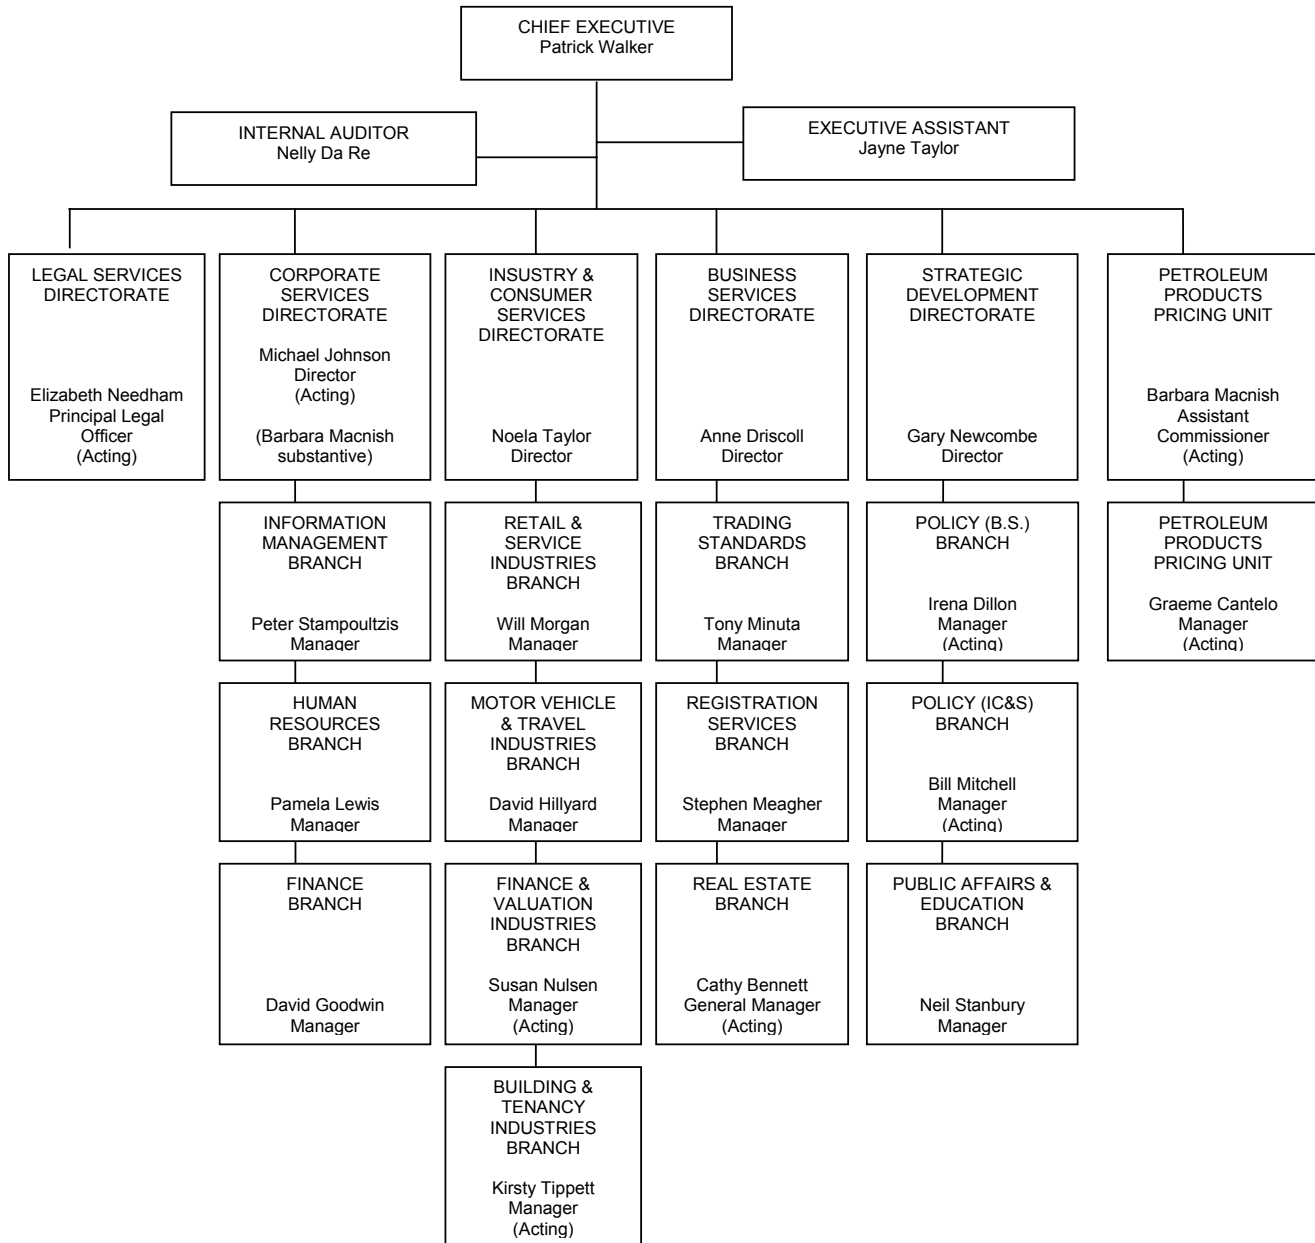 CHIEF EXECUTIVE
Patrick Walker
INTERNAL AUDITOR
Nelly Da Re
EXECUTIVE ASSISTANT
Jayne Taylor
LEGAL SERVICES
DIRECTORATE
Elizabeth Needham
Principal Legal
Officer
(Acting)
CORPORATE
SERVICES
DIRECTORATE
Michael Johnson
Director
(Acting)
(Barbara Macnish
substantive)
INSUSTRY &
CONSUMER
SERVICES
DIRECTORATE
Noela Taylor
Director
BUSINESS
SERVICES
DIRECTORATE
Anne Driscoll
Director
STRATEGIC
DEVELOPMENT
DIRECTORATE
Gary Newcombe
Director
PETROLEUM
PRODUCTS
PRICING UNIT
Barbara Macnish
Assistant
Commissioner
(Acting)
INFORMATION
MANAGEMENT
BRANCH
Peter Stampoultzis
Manager
RETAIL &
SERVICE
INDUSTRIES
BRANCH
Will Morgan
Manager
TRADING
STANDARDS
BRANCH
Tony Minuta
Manager
POLICY (B.S.)
BRANCH
Irena Dillon
Manager
(Acting)
PETROLEUM
PRODUCTS
PRICING UNIT
Graeme Cantelo
Manager
(Acting)
HUMAN
RESOURCES
BRANCH
Pamela Lewis
Manager
MOTOR VEHICLE
& TRAVEL
INDUSTRIES
BRANCH
David Hillyard
Manager
REGISTRATION
SERVICES
BRANCH
Stephen Meagher
Manager
POLICY (IC&S)
BRANCH
Bill Mitchell
Manager
(Acting)
FINANCE
BRANCH
David Goodwin
Manager
FINANCE &
VALUATION
INDUSTRIES
BRANCH
Susan Nulsen
Manager
(Acting)
REAL ESTATE
BRANCH
Cathy Bennett
General Manager
(Acting)
PUBLIC AFFAIRS &
EDUCATION
BRANCH
Neil Stanbury
Manager
BUILDING &
TENANCY
INDUSTRIES
BRANCH
Kirsty Tippett
Manager
(Acting)